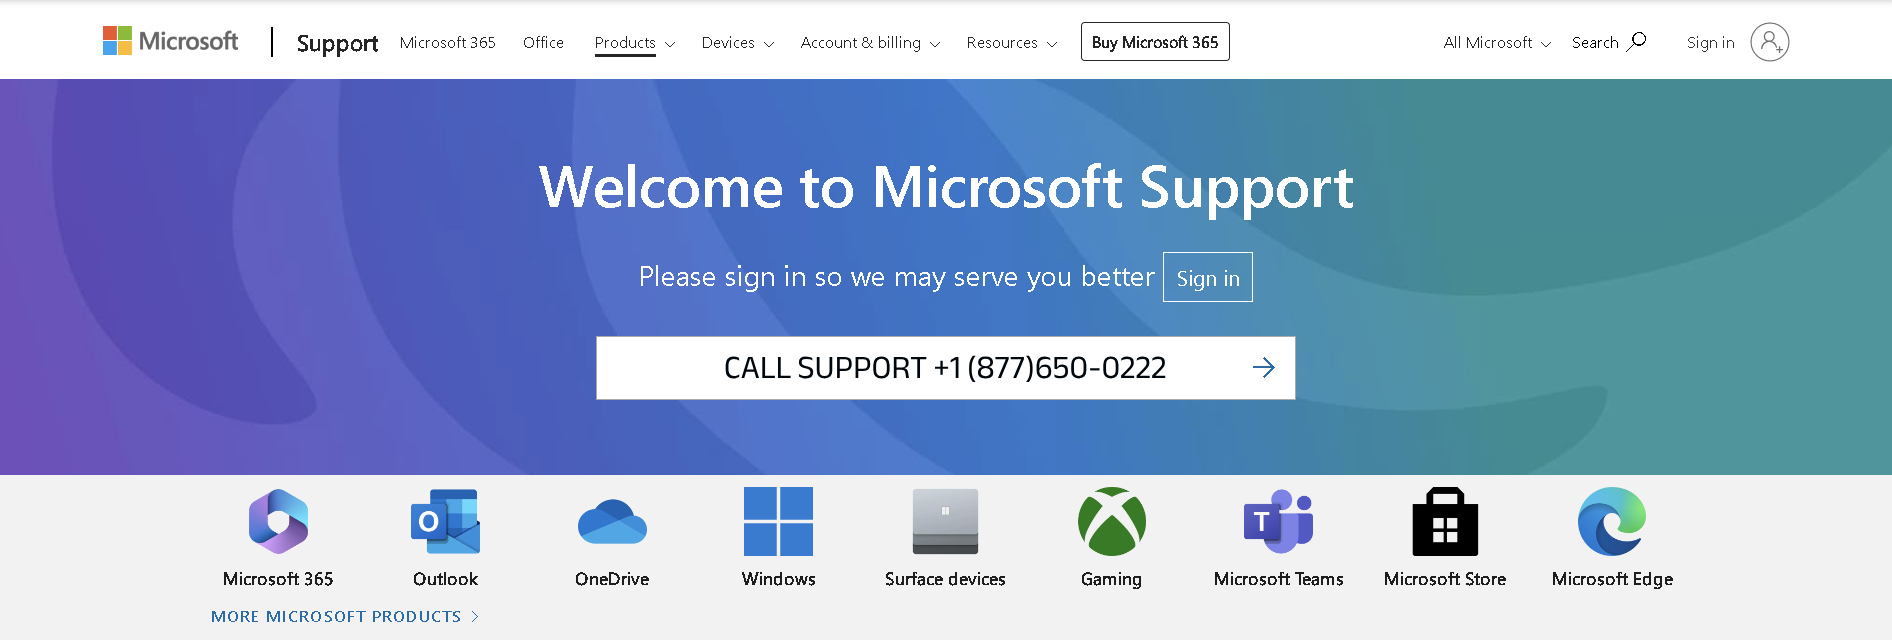 Microsoft Support Microsoft 365 Office Products Devices Account & billing Resources Buy Microsoft 365 All Microsoft Search Sign in
Welcome to Microsoft Support
Please sign in so we may serve you better Sign in
CALL SUPPORT +1 (877)650-0222
O T
Microsoft 365 Outlook OneDrive Windows Surface devices Gaming Microsoft Teams Microsoft Store Microsoft Edge
MORE MICROSOFT PRODUCTS